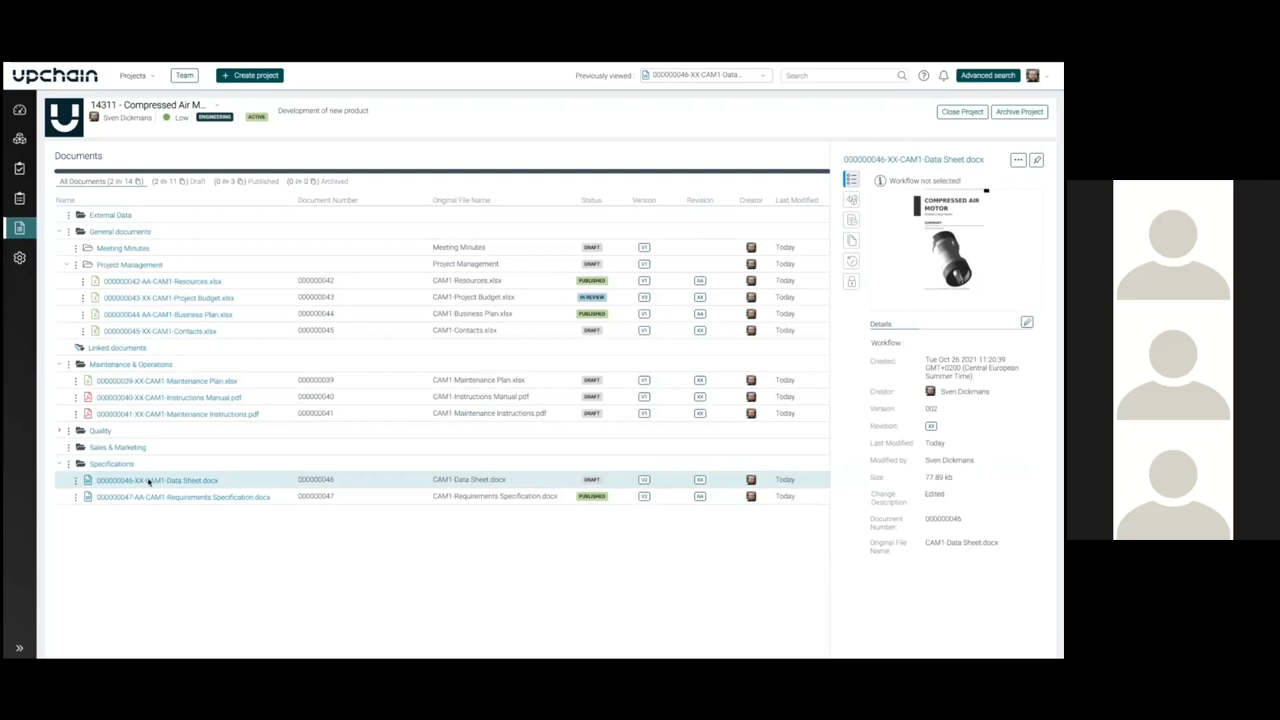 upchain Projects Team + Create project Previously viewed : 000000046-XX-CAM1-Data... Search Advanced search
14311 - Compressed Air M... Development of new product
Sven Dickmans Low ENGINEERING ACTIVE Close Project Archive Project
Documents
All Documents (2 14) (2 11) Draft (0 3) Published (0 0) Archived
Name Document Number Original File Name Status Version Revision Creator Last Modified
External Data
General documents
Meeting Minutes Meeting Minutes DRAFT V1 Today
Project Management Project Management DRAFT V1 Today
000000042-AA-CAM1-Resources.xlsx 000000042 CAM1-Resources.xlsx PUBLISHED V1 AA Today
000000043-XX-CAM1-Project Budget.xlsx 000000043 CAM1-Project Budget.xlsx IN REVIEW V3 XX Today
000000044-AA-CAM1-Business Plan.xlsx 000000044 CAM1-Business Plan.xlsx PUBLISHED V1 AA Today
000000045-XX-CAM1-Contacts.xlsx 000000045 CAM1-Contacts.xlsx DRAFT V1 XX Today
Linked documents
Maintenance & Operations
000000039-XX-CAM1-Maintenance Plan.xlsx 000000039 CAM1-Maintenance Plan.xlsx DRAFT V1 XX Today
000000040-XX-CAM1-Instructions Manual.pdf 000000040 CAM1-Instructions Manual.pdf DRAFT V1 XX Today
000000041-XX-CAM1-Maintenance Instructions.pdf 000000041 CAM1-Maintenance Instructions.pdf DRAFT V1 XX Today
Quality
Sales & Marketing
Specifications
000000046-XX-CAM1-Data Sheet.docx 000000046 CAM1-Data Sheet.docx DRAFT V2 XX Today
000000047-AA-CAM1-Requirements Specification.docx 000000047 CAM1-Requirements Specification.docx PUBLISHED V2 AA Today
000000046-XX-CAM1-Data Sheet.docx
Workflow not selected!
COMPRESSED AIR
MOTOR
SUMMARY
Details
Workflow :
Created: Tue Oct 26 2021 11:20:39
GMT+0200 (Central European
Summer Time)
Creator: Sven Dickmans
Version 002
Revision: XX
Last Modified Today
Modified by Sven Dickmans
Size 77.89 kb
Change Edited
Description:
Document 000000046
Number:
Original File CAM1-Data Sheet.docx
Name: